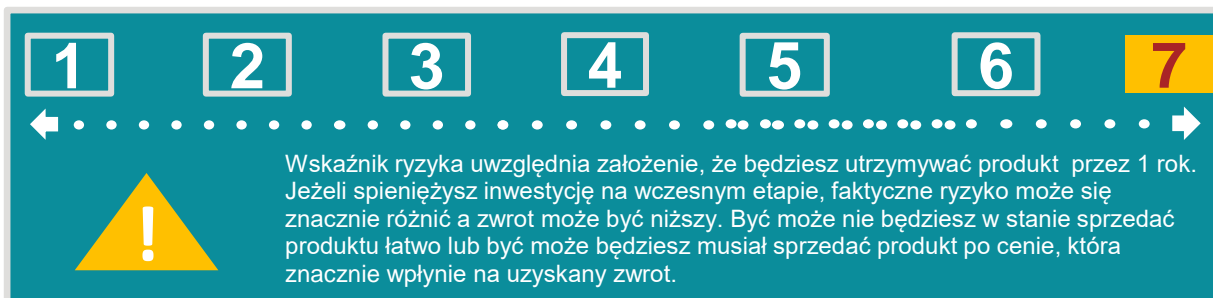 1 2 3 4 5 6 7
Wskaźnik ryzyka uwzględnia założenie, że będziesz utrzymywać produkt przez 1 rok.
Jeżeli spieniężysz inwestycję na wczesnym etapie, faktyczne ryzyko może się
znacznie różnić a zwrot może być niższy. Być może nie będziesz w stanie sprzedać
produktu łatwo lub być może będziesz musiał sprzedać produkt po cenie, która
znacznie wpłynie na uzyskany zwrot.
!